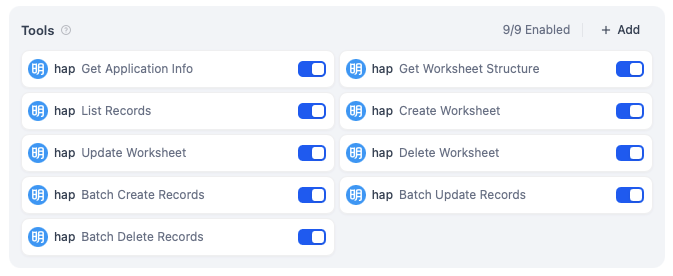 Tools
9/9 Enabled
+ Add
明 hap Get Application Info
明 hap Get Worksheet Structure
明 hap List Records
明 hap Create Worksheet
明 hap Update Worksheet
明 hap Delete Worksheet
明 hap Batch Create Records
明 hap Batch Update Records
明 hap Batch Delete Records